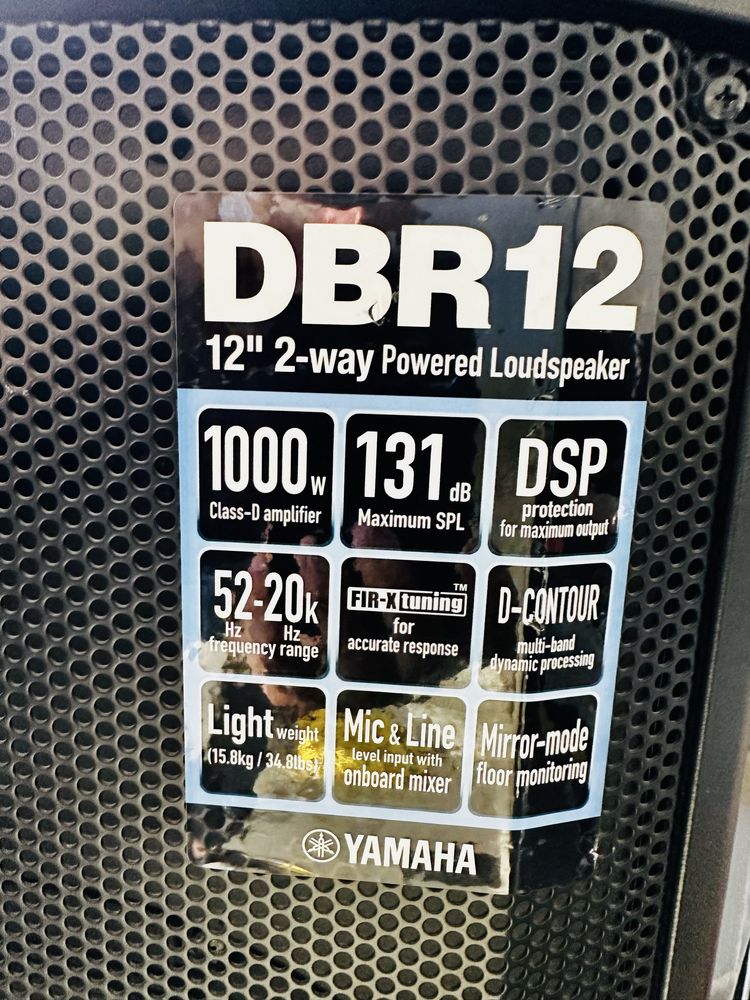 DBR12
12" 2-way Powered Loudspeaker
1000W
Class-D amplifier
131dB
Maximum SPL
DSP
protection
for maximum output
52-20k
Hz Hz
frequency range
FIR-X tuning™
for
accurate response
D-CONTOUR
multi-band
dynamic processing
Light weight
(15.8kg / 34.8lbs)
Mic & Line
level input with
onboard mixer
Mirror-mode
floor monitoring
YAMAHA